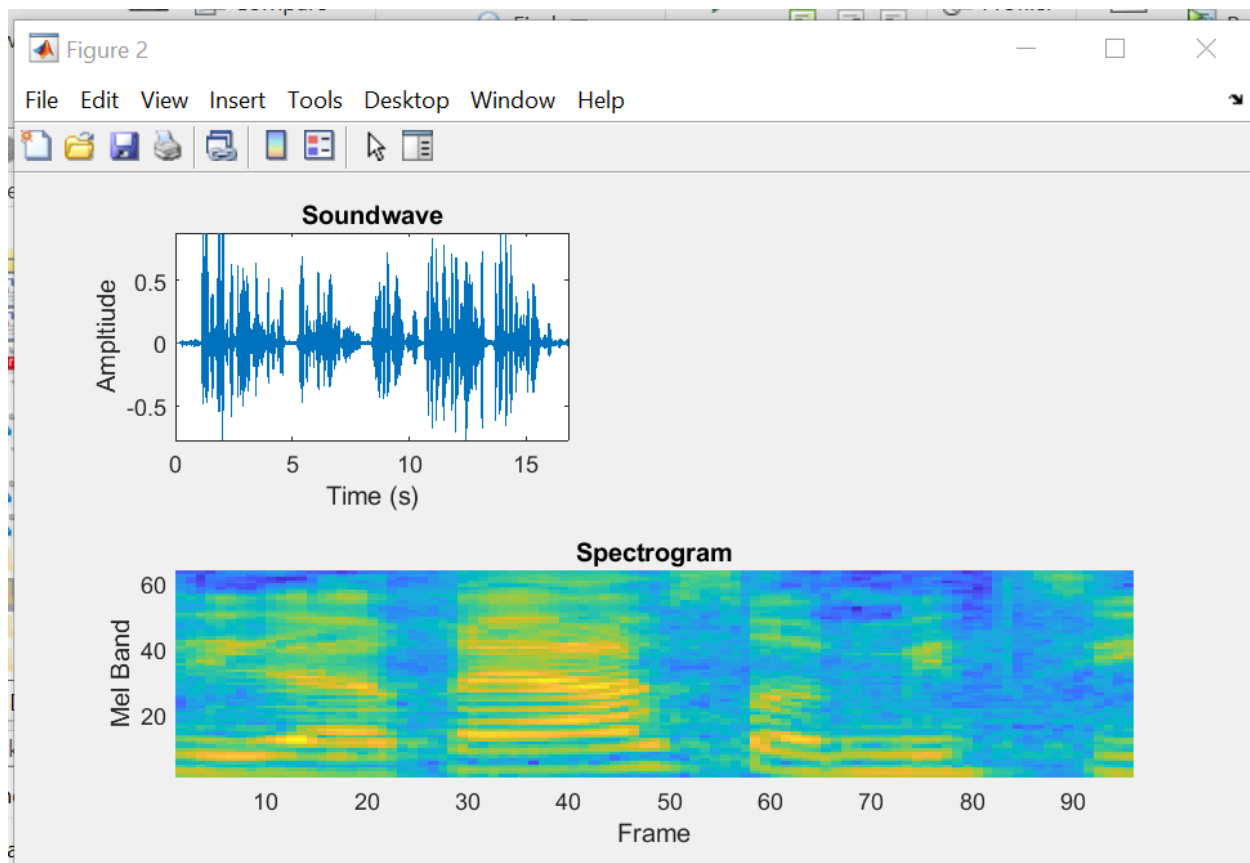 Figure 2
File Edit View Insert Tools Desktop Window Help
Soundwave
0.5
0
-0.5
Ampltiude
0 5 10 15
Time (s)
Spectrogram
60
40
20
Mel Band
10 20 30 40 50 60 70 80 90
Frame